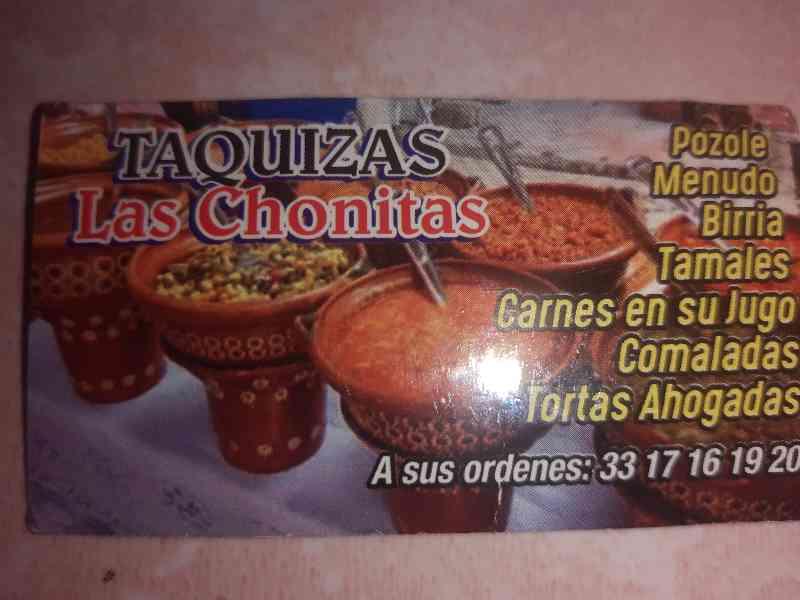 TAQUIZAS
Las Chonitas
Pozole
Menudo
Birria
Tamales
Carnes en su Jugo
Comaladas
Tortas Ahogadas
A sus ordenes: 33 17 16 19 20